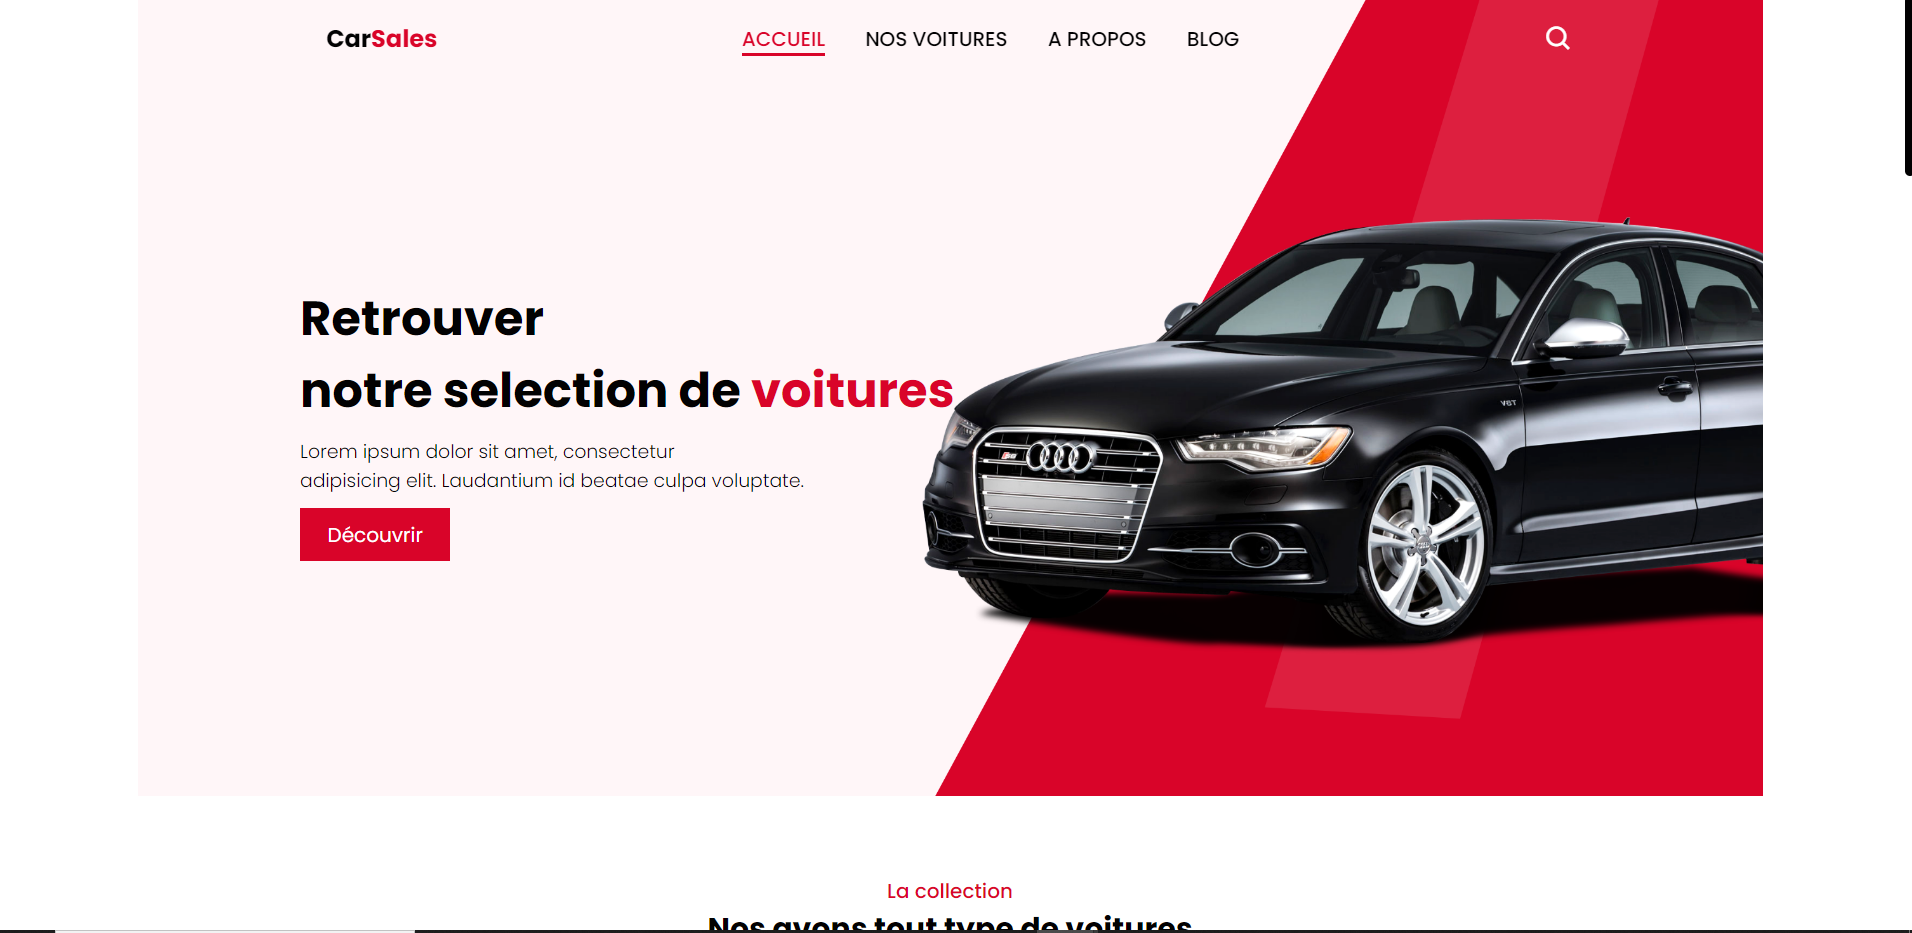 CarSales
ACCUEIL NOS VOITURES A PROPOS BLOG
Retrouver
notre selection de voitures
Lorem ipsum dolor sit amet, consectetur
adipisicing elit. Laudantium id beatae culpa voluptate.
Découvrir
V8T
La collection
Nos avons tout type de voitures